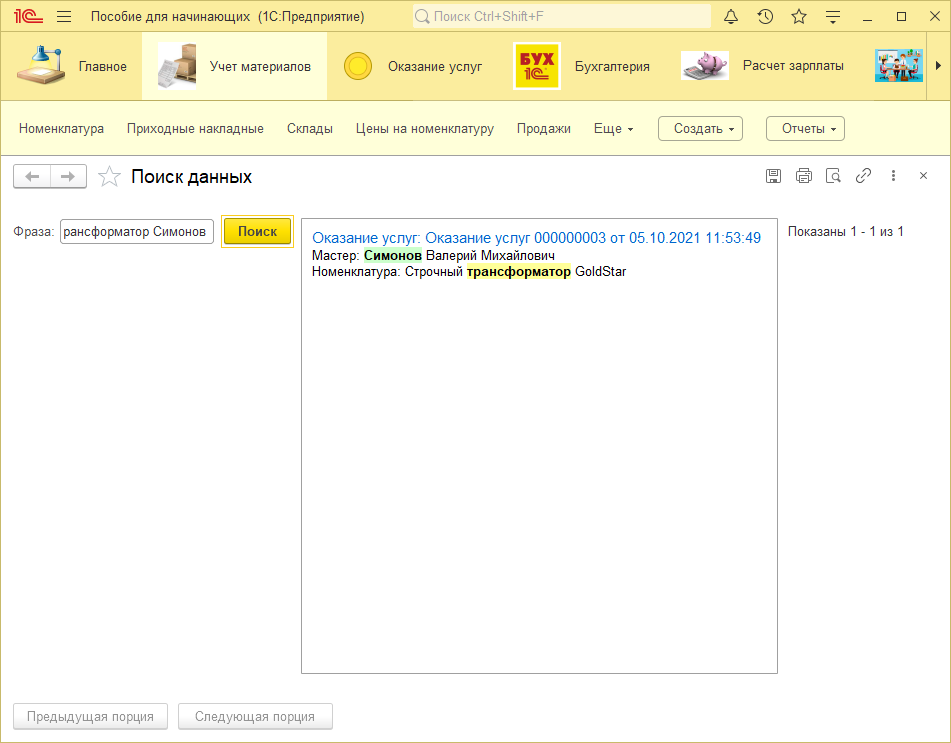 1С Пособие для начинающих (1С:Предприятие) Поиск Ctrl+Shift+F
Главное Учет материалов Оказание услуг БУХ 1С Бухгалтерия Расчет зарплаты
Номенклатура Приходные накладные Склады Цены на номенклатуру Продажи Еще Создать Отчеты
Поиск данных
Фраза: рансформатор Симонов Поиск
Оказание услуг: Оказание услуг 000000003 от 05.10.2021 11:53:49
Мастер: Симонов Валерий Михайлович
Номенклатура: Строчный трансформатор GoldStar
Показаны 1 - 1 из 1
Предыдущая порция Следующая порция